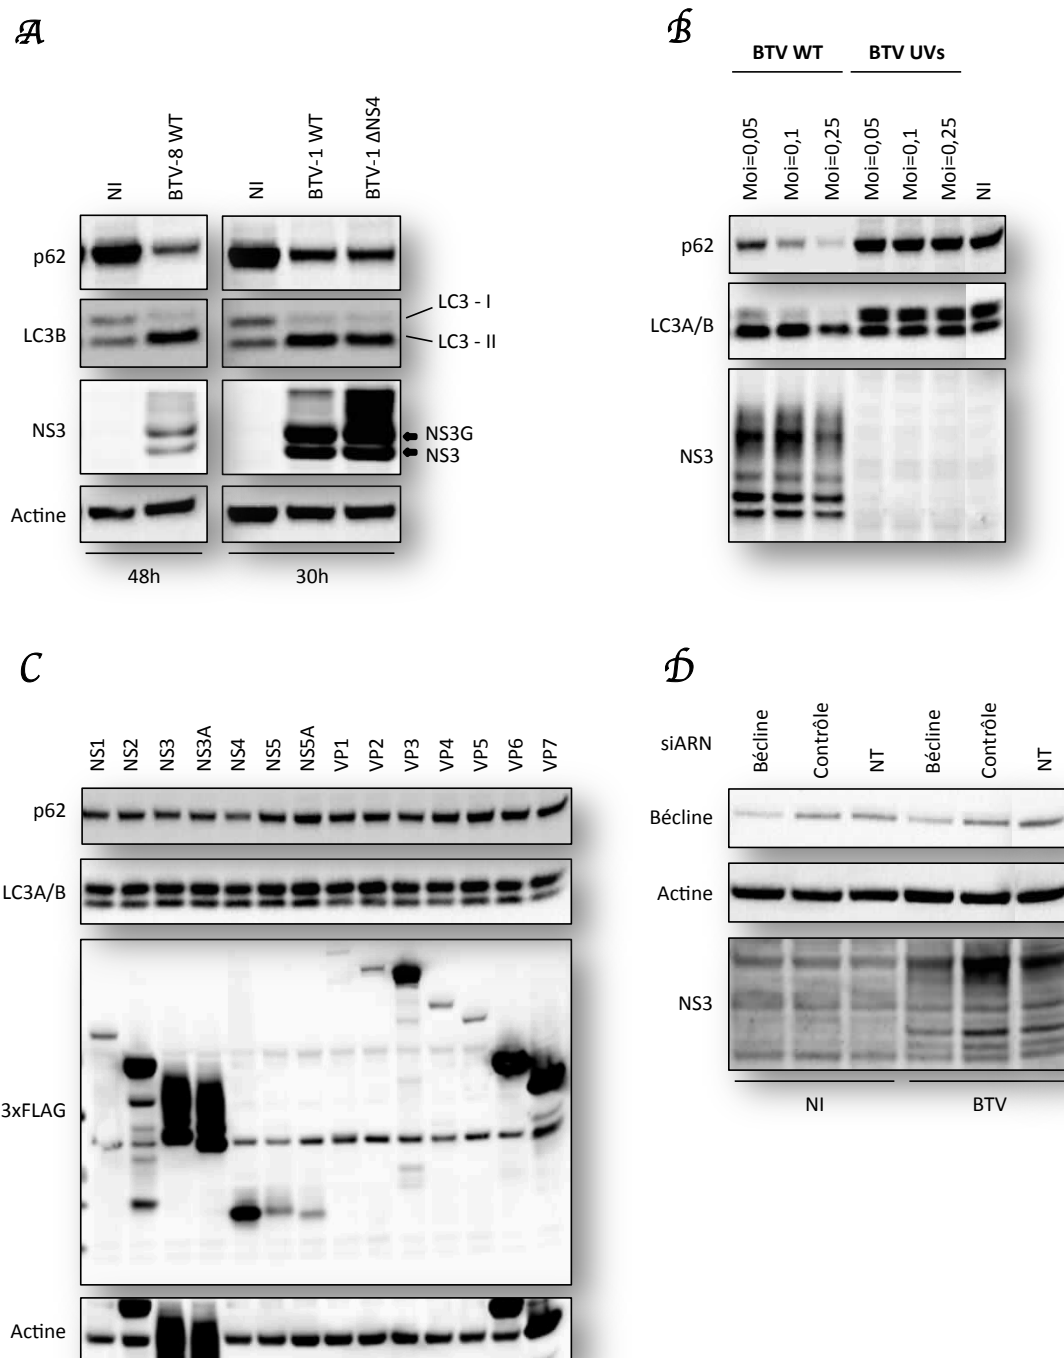 A
NI
BTV-8 WT
NI
BTV-1 WT
BTV-1 ΔNS4
p62
LC3B
LC3 - I
LC3 - II
NS3
NS3G
NS3
Actine
48h
30h
B
BTV WT
BTV UVs
Moi=0,05
Moi=0,1
Moi=0,25
Moi=0,05
Moi=0,1
Moi=0,25
NI
p62
LC3A/B
NS3
C
NS1
NS2
NS3
NS3A
NS4
NS5
NS5A
VP1
VP2
VP3
VP4
VP5
VP6
VP7
p62
LC3A/B
3xFLAG
Actine
D
siARN
Bécline
Contrôle
NT
Bécline
Contrôle
NT
Bécline
Actine
NS3
NI
BTV